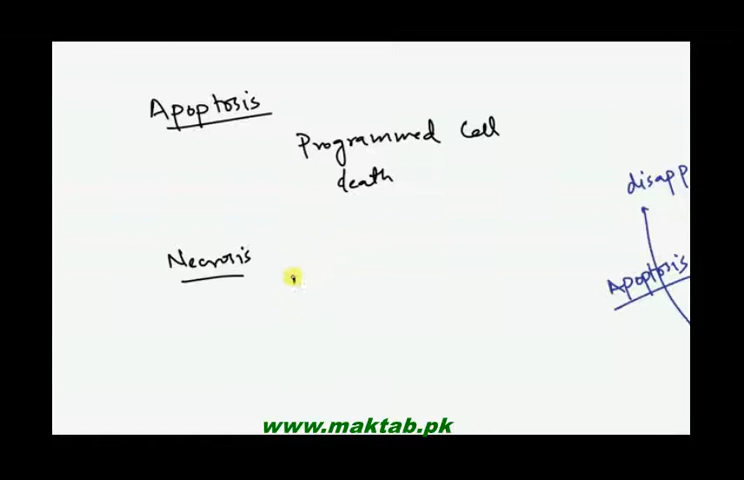 Apoptosis
Programmed Cell
death
disapp
Necrosis
Apoptosis
www.maktab.pk